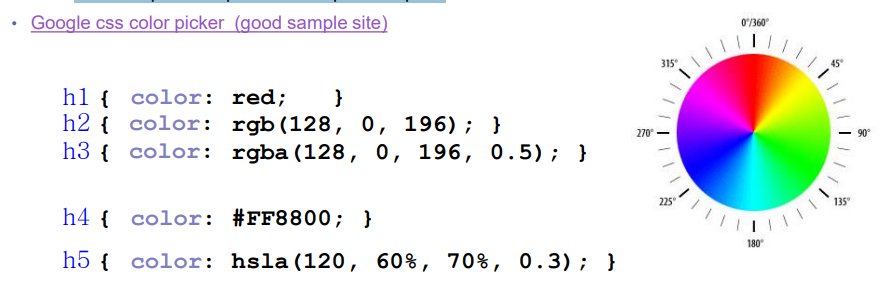 • Google css color picker  (good sample site)
h1 { color: red;   }
h2 { color: rgb(128, 0, 196); }
h3 { color: rgba(128, 0, 196, 0.5); }
h4 { color: #FF8800; }
h5 { color: hsla(120, 60%, 70%, 0.3); }
0°/360°
315°
45°
270°
90°
225°
135°
180°